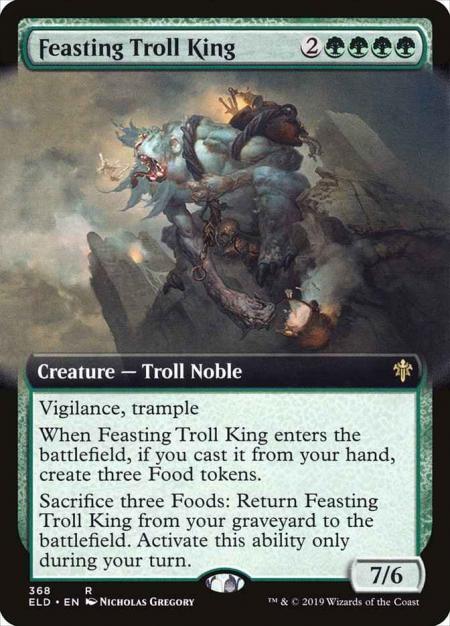 Feasting Troll King 2
Creature — Troll Noble
Vigilance, trample
When Feasting Troll King enters the
battlefield, if you cast it from your hand,
create three Food tokens.
Sacrifice three Foods: Return Feasting
Troll King from your graveyard to the
battlefield. Activate this ability only
during your turn.
7/6
368 R
ELD • EN Nicholas Gregory
™ & © 2019 Wizards of the Coast